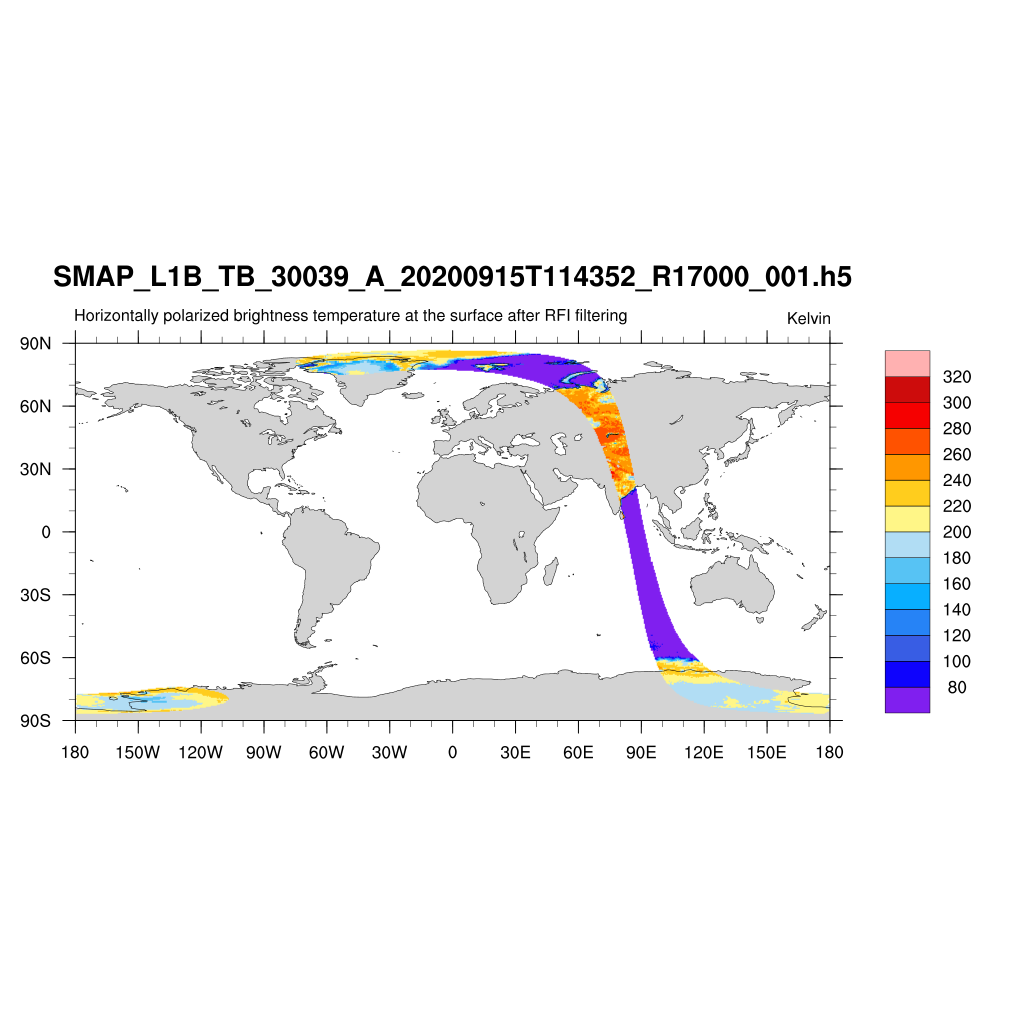 SMAP_L1B_TB_30039_A_20200915T114352_R17000_001.h5
Horizontally polarized brightness temperature at the surface after RFI filtering
Kelvin
90N
60N
30N
0
30S
60S
90S
180 150W 120W 90W 60W 30W 0 30E 60E 90E 120E 150E 180
320
300
280
260
240
220
200
180
160
140
120
100
80